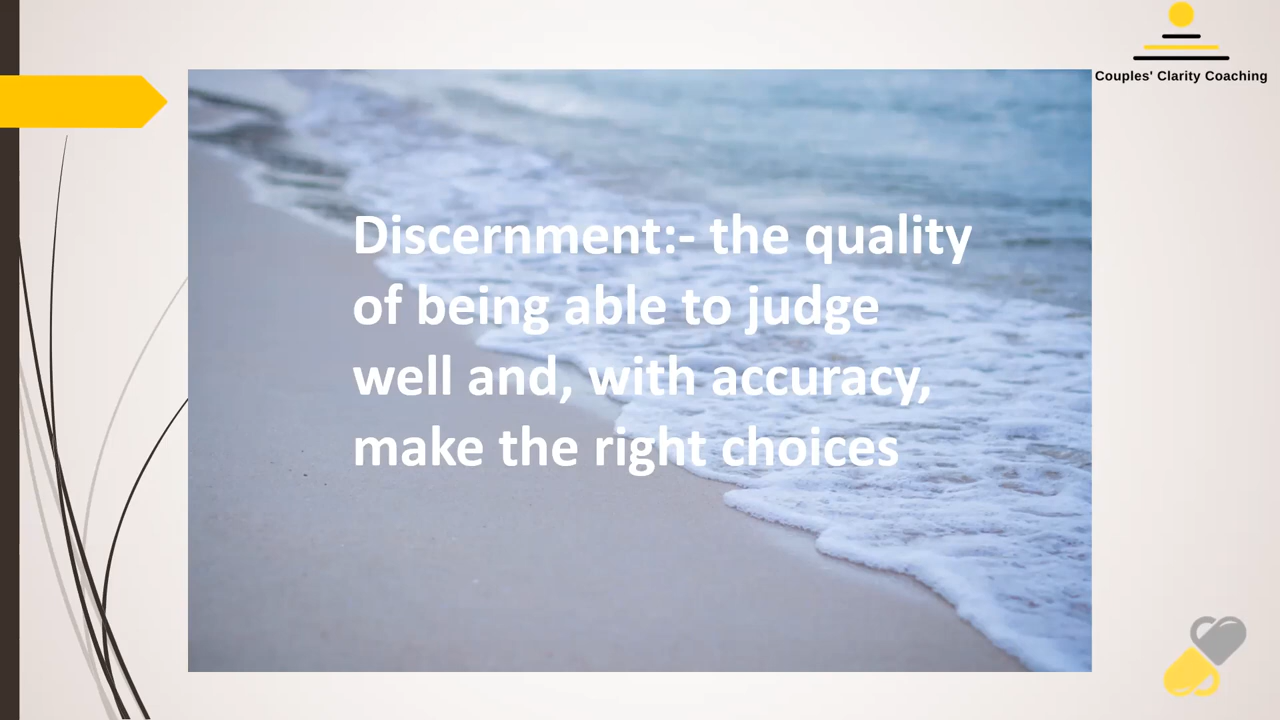 Couples' Clarity Coaching
Discernment:- the quality
of being able to judge
well and, with accuracy,
make the right choices